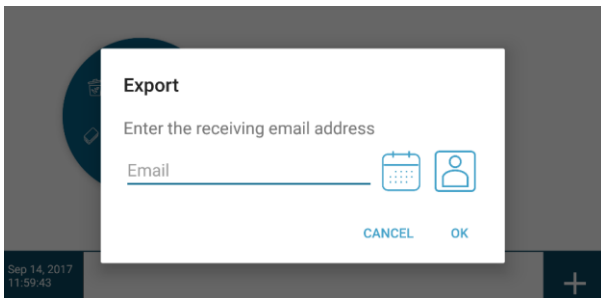 Export
Enter the receiving email address
Email
CANCEL OK
Sep 14, 2017
11:59:43